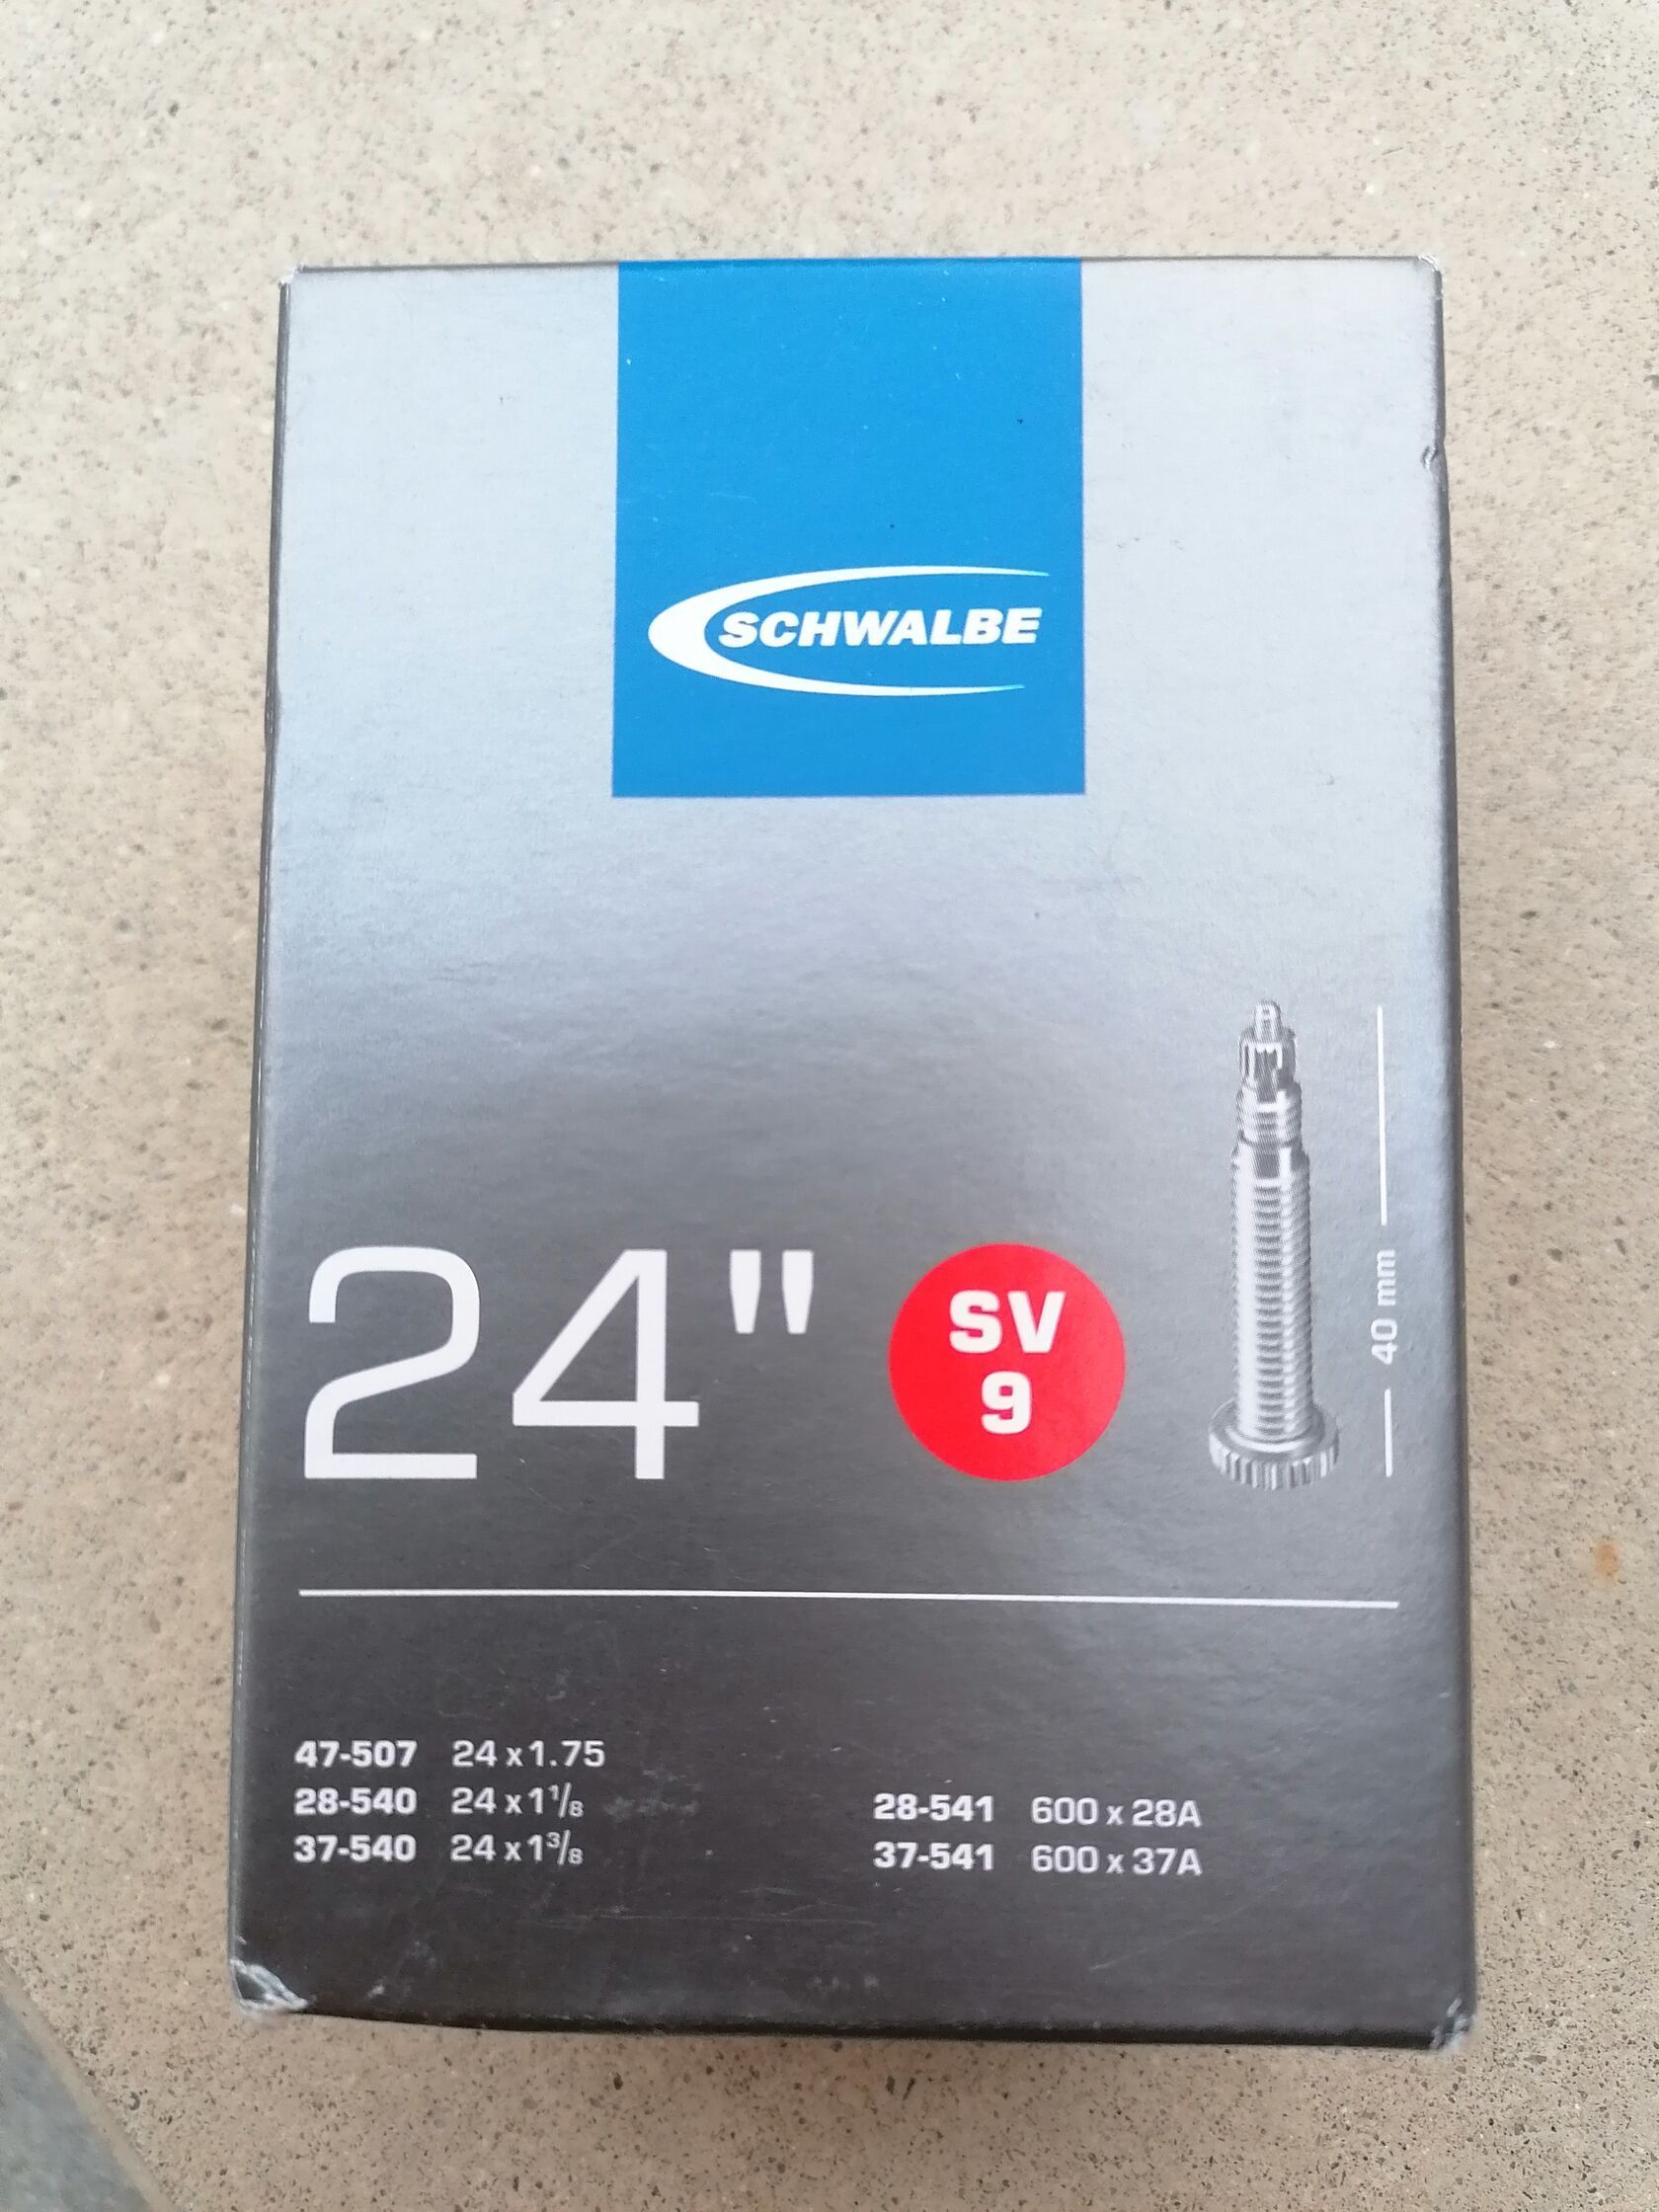 SCHWALBE
24"
SV
9
40 mm
47-507 24 x 1.75
28-540 24 x 1 1/8
37-540 24 x 1 3/8
28-541 600 x 28A
37-541 600 x 37A